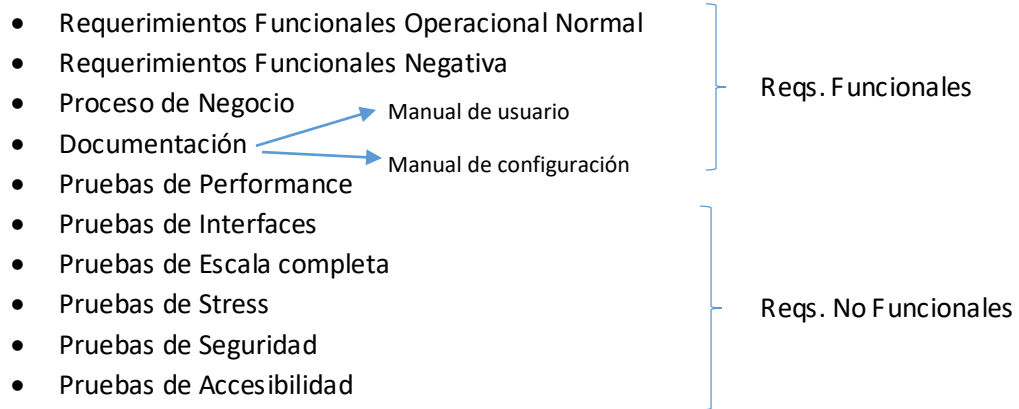 • Requerimientos Funcionales Operacional Normal
• Requerimientos Funcionales Negativa
• Proceso de Negocio
Manual de usuario
• Documentación
Manual de configuración
• Pruebas de Performance
• Pruebas de Interfaces
• Pruebas de Escala completa
• Pruebas de Stress
• Pruebas de Seguridad
• Pruebas de Accesibilidad
Reqs. Funcionales
Reqs. No Funcionales